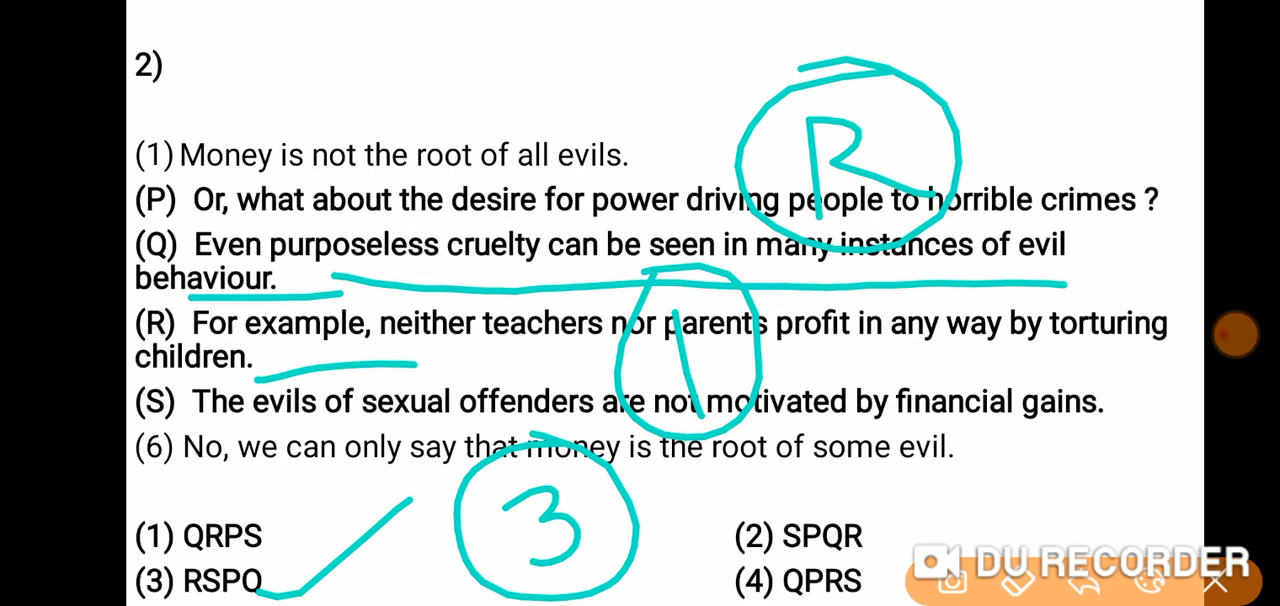 2)
(1) Money is not the root of all evils.
(P) Or, what about the desire for power driving people to horrible crimes ?
(Q) Even purposeless cruelty can be seen in many instances of evil
behaviour.
(R) For example, neither teachers nor parents profit in any way by torturing
children.
(S) The evils of sexual offenders are not motivated by financial gains.
(6) No, we can only say that money is the root of some evil.
(1) QRPS (2) SPQR
(3) RSPQ (4) QPRS
R
1
3
DU RECORDER